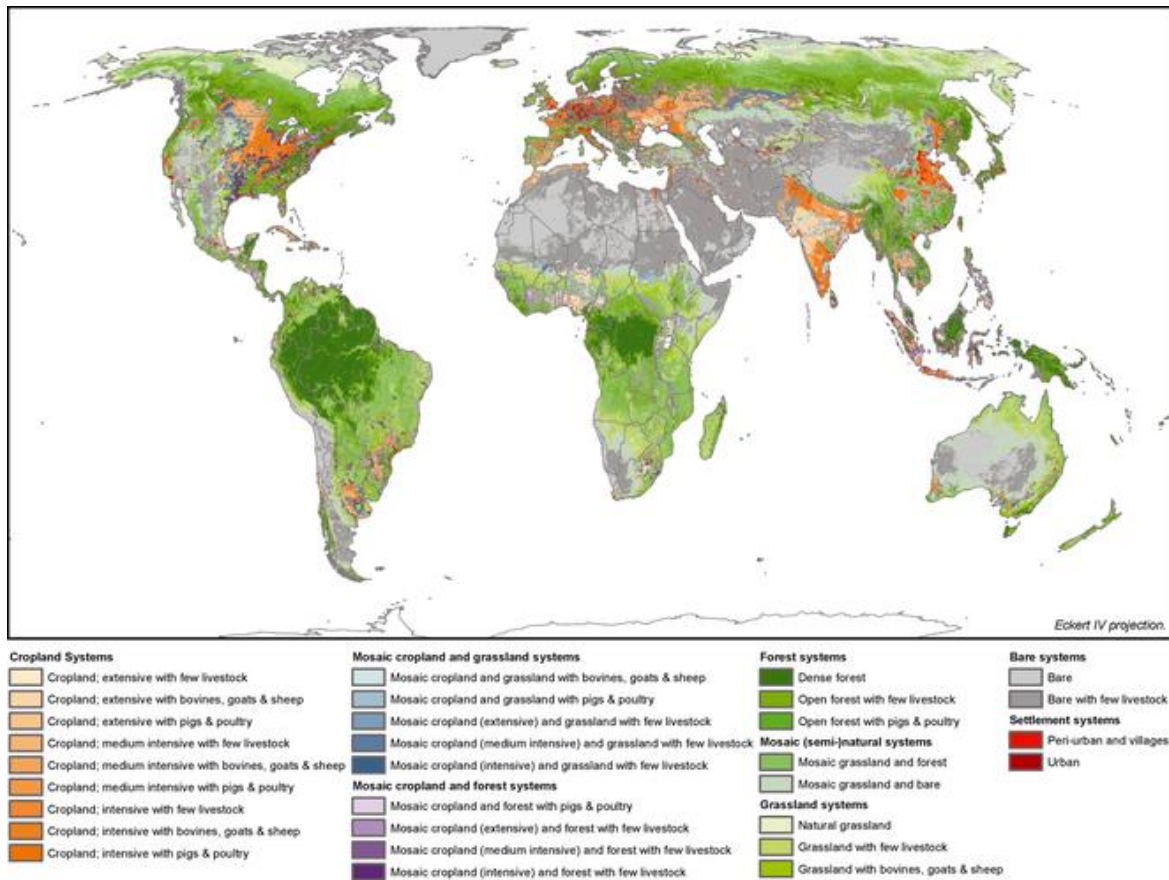 Eckert IV projection.
Cropland Systems
Cropland; extensive with few livestock
Cropland; extensive with bovines, goats & sheep
Cropland; extensive with pigs & poultry
Cropland; medium intensive with few livestock
Cropland; medium intensive with bovines, goats & sheep
Cropland; medium intensive with pigs & poultry
Cropland; intensive with few livestock
Cropland; intensive with bovines, goats & sheep
Cropland; intensive with pigs & poultry
Mosaic cropland and grassland systems
Mosaic cropland and grassland with bovines, goats & sheep
Mosaic cropland and grassland with pigs & poultry
Mosaic cropland (extensive) and grassland with few livestock
Mosaic cropland (medium intensive) and grassland with few livestock
Mosaic cropland (intensive) and grassland with few livestock
Mosaic cropland and forest systems
Mosaic cropland and forest with pigs & poultry
Mosaic cropland (extensive) and forest with few livestock
Mosaic cropland (medium intensive) and forest with few livestock
Mosaic cropland (intensive) and forest with few livestock
Forest systems
Dense forest
Open forest with few livestock
Open forest with pigs & poultry
Mosaic (semi-)natural systems
Mosaic grassland and forest
Mosaic grassland and bare
Grassland systems
Natural grassland
Grassland with few livestock
Grassland with bovines, goats & sheep
Bare systems
Bare
Bare with few livestock
Settlement systems
Peri-urban and villages
Urban